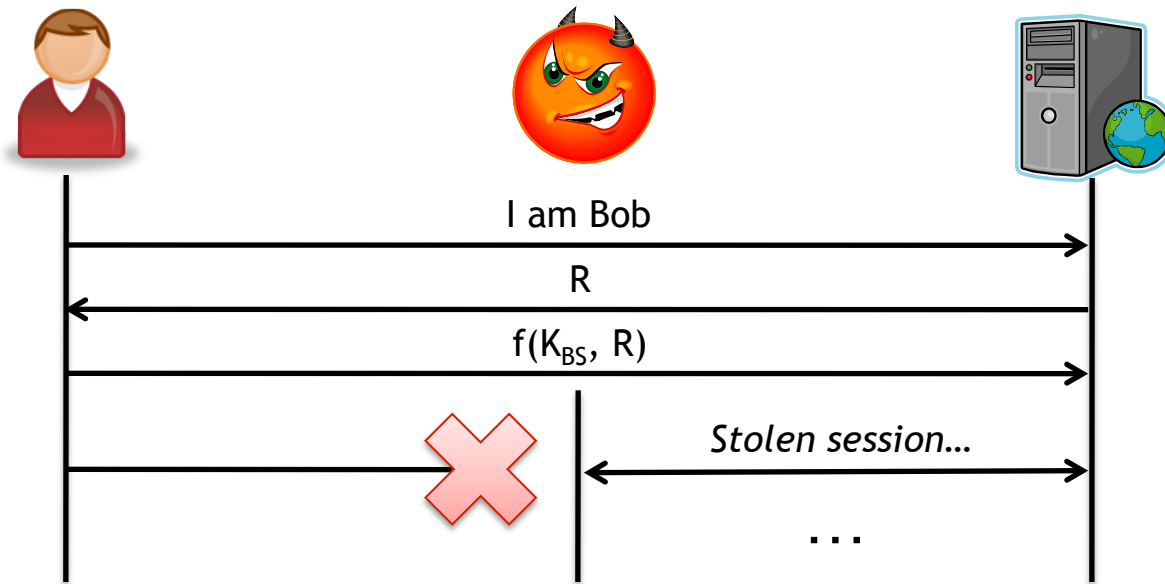 I am Bob
R
f(K_BS, R)
Stolen session…
...